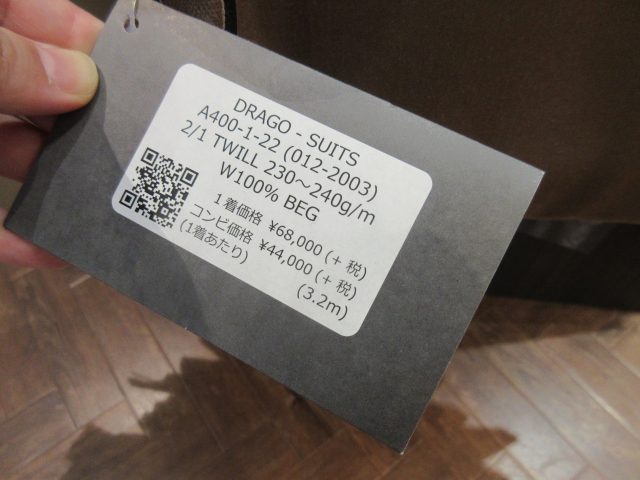 DRAGO - SUITS
A400-1-22 (012-2003)
2/1 TWILL 230～240g/m
W100% BEG
1着価格 ¥68,000 (+ 税)
コンビ価格 ¥44,000 (+ 税)
(1着あたり) (3.2m)